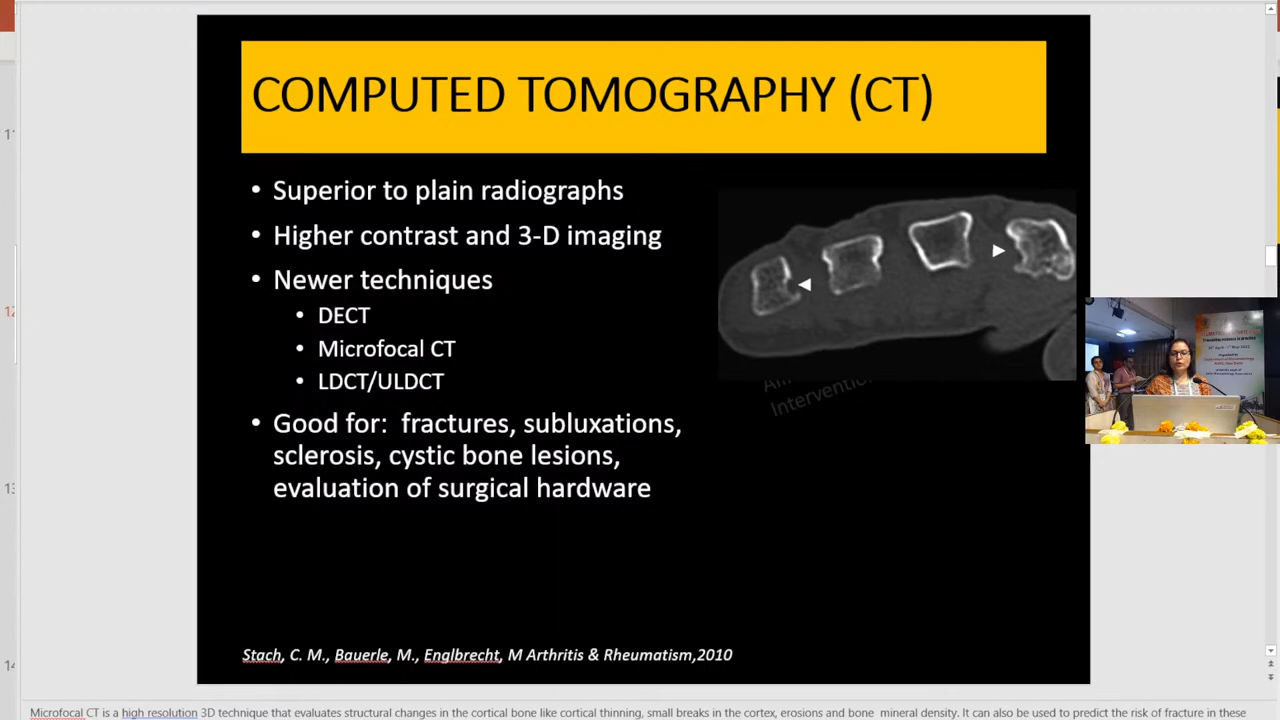 COMPUTED TOMOGRAPHY (CT)
• Superior to plain radiographs
• Higher contrast and 3-D imaging
• Newer techniques
• DECT
• Microfocal CT
• LDCT/ULDCT
• Good for: fractures, subluxations,
sclerosis, cystic bone lesions,
evaluation of surgical hardware
Intervention
Stach, C. M., Bauerle, M., Englbrecht, M Arthritis & Rheumatism,2010
12
13
14
Microfocal CT is a high resolution 3D technique that evaluates structural changes in the cortical bone like cortical thinning, small breaks in the cortex, erosions and bone mineral density. It can also be used to predict the risk of fracture in these